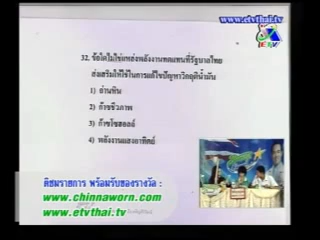 www.etvthai.tv
ETV
32. ข้อใดไม่ใช่แหล่งพลังงานทดแทนที่รัฐบาลไทย
ส่งเสริมให้ใช้ในการแก้ไขปัญหาวิกฤติน้ำมัน
1) ถ่านหิน
2) ก๊าซชีวภาพ
3) ก๊าซโซฮอลล์
4) พลังงานแสงอาทิตย์
ติชมรายการ พร้อมรับของรางวัล :
www.chinnaworn.com
www.etvthai.tv